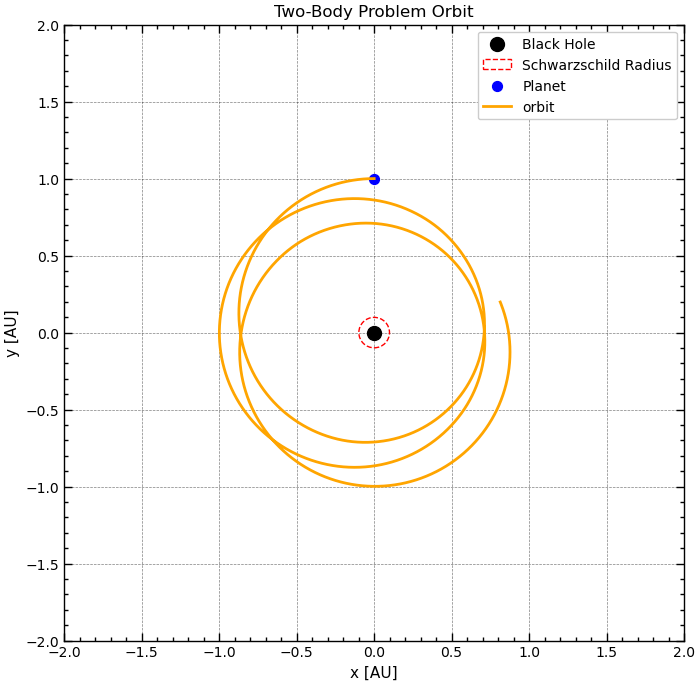 Two-Body Problem Orbit
Black Hole
Schwarzschild Radius
Planet
orbit
2.0
1.5
1.0
0.5
0.0
−0.5
−1.0
−1.5
−2.0
y [AU]
−2.0 −1.5 −1.0 −0.5 0.0 0.5 1.0 1.5 2.0
x [AU]